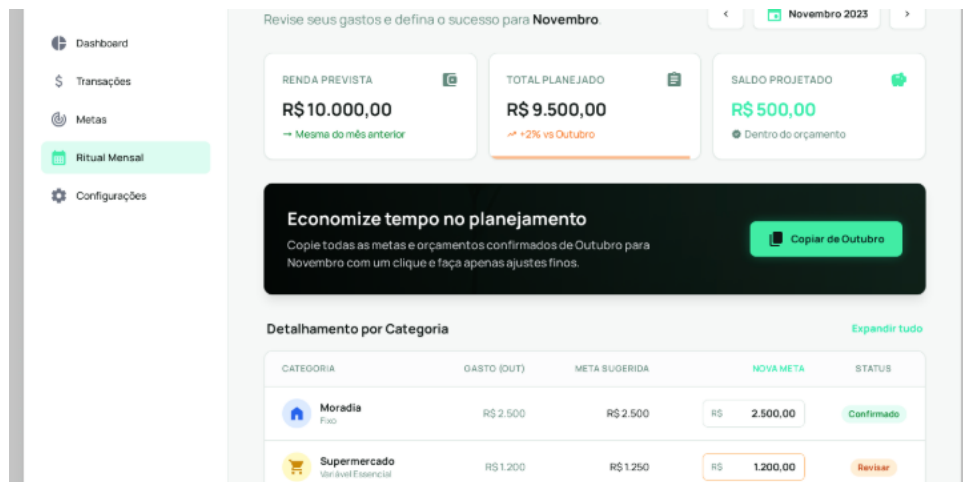 Revise seus gastos e defina o sucesso para Novembro.
Novembro 2023
Dashboard
Transações
Metas
Ritual Mensal
Configurações
RENDA PREVISTA
R$ 10.000,00
Mesma do mês anterior
TOTAL PLANEJADO
R$ 9.500,00
+2% vs Outubro
SALDO PROJETADO
R$ 500,00
Dentro do orçamento
Economize tempo no planejamento
Copie todas as metas e orçamentos confirmados de Outubro para
Novembro com um clique e faça apenas ajustes finos.
Copiar de Outubro
Detalhamento por Categoria
Expandir tudo
CATEGORIA GASTO (OUT) META SUGERIDA NOVA META STATUS
Moradia
Fixo
R$ 2.500 R$ 2.500 R$ 2.500,00 Confirmado
Supermercado
Variável Essencial
R$ 1.200 R$ 1.250 R$ 1.200,00 Revisar